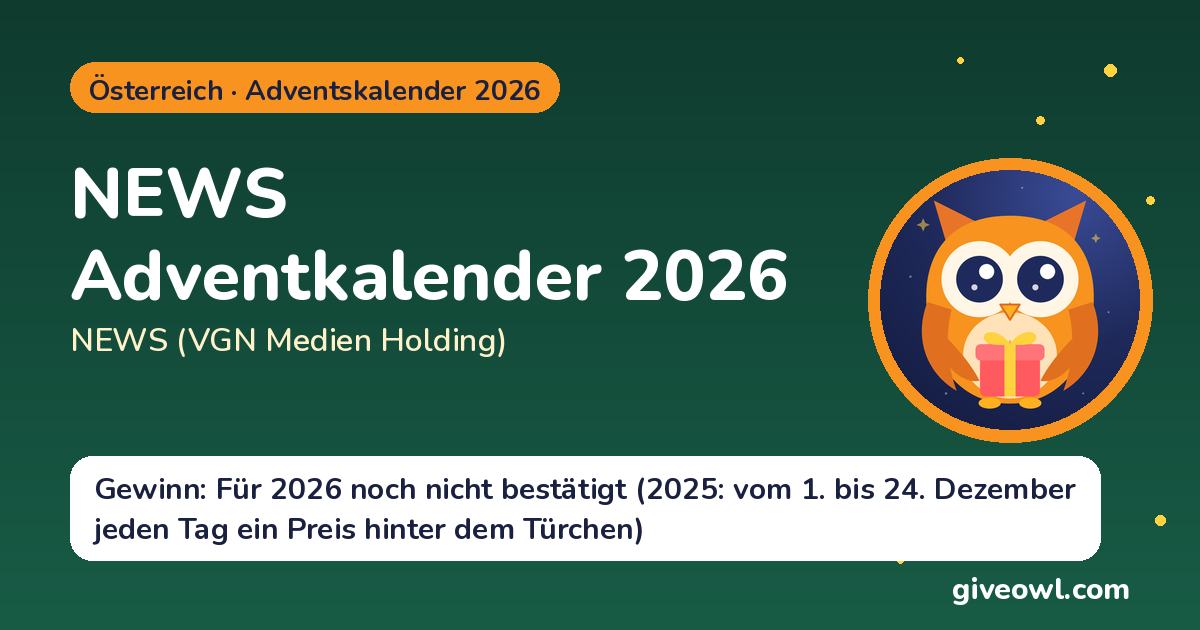 Österreich · Adventskalender 2026
NEWS
Adventkalender 2026
NEWS (VGN Medien Holding)
Gewinn: Für 2026 noch nicht bestätigt (2025: vom 1. bis 24. Dezember
jeden Tag ein Preis hinter dem Türchen)
giveowl.com